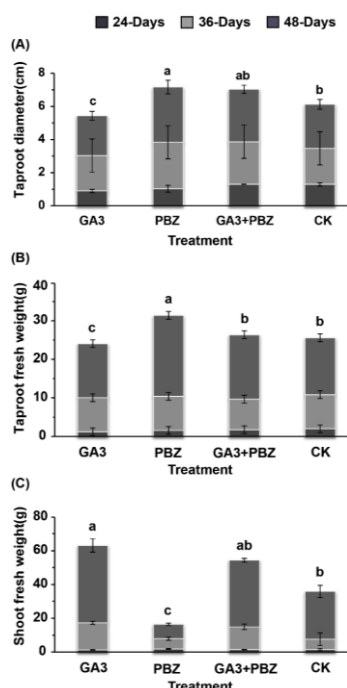 24-Days 36-Days 48-Days
(A)
Taproot diameter(cm)
8
6
4
2
0
c
a
ab
b
GA3 PBZ GA3+PBZ CK
Treatment
(B)
Taproot fresh weight(g)
40
30
20
10
0
c
a
b
b
GA3 PBZ GA3+PBZ CK
Treatment
(C)
Shoot fresh weight(g)
80
60
40
20
0
a
c
ab
b
GA3 PBZ GA3+PBZ CK
Treatment